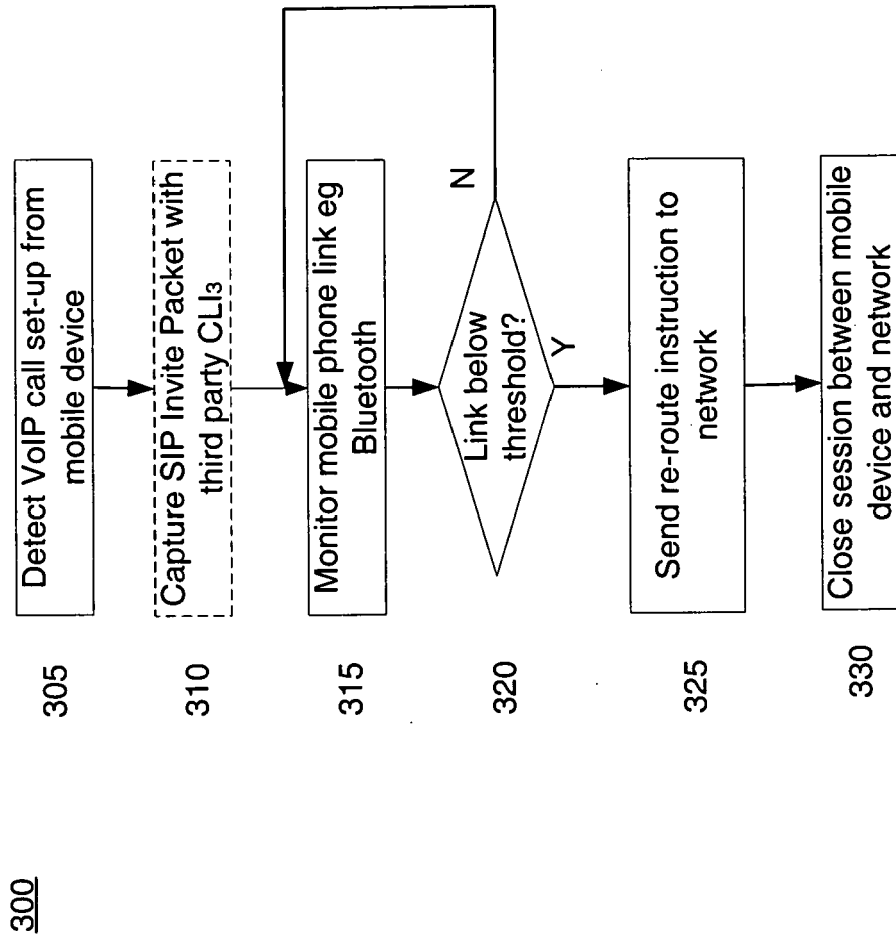 300
305
Detect VoIP call set-up from
mobile device
310
Capture SIP Invite Packet with
third party CLI3
315
Monitor mobile phone link eg
Bluetooth
320
Link below
threshold?
N
Y
325
Send re-route instruction to
network
330
Close session between mobile
device and network